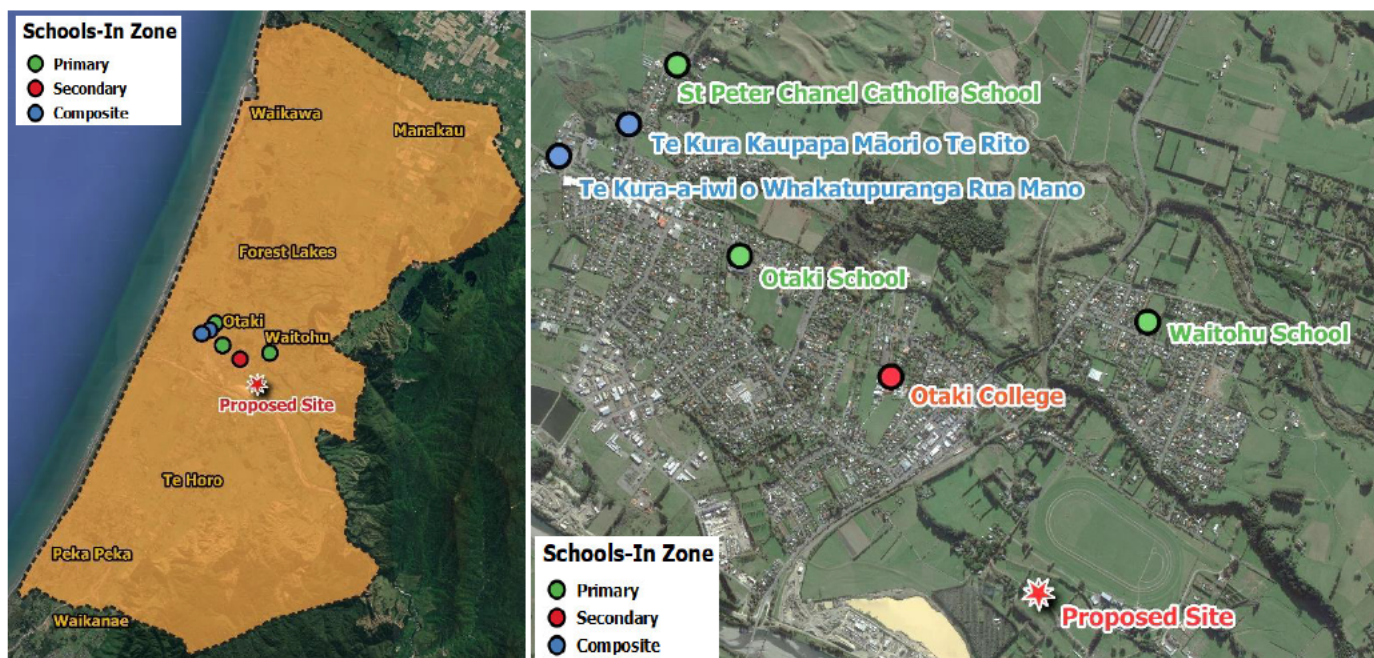 Schools-In Zone
Primary
Secondary
Composite
Waikawa
Manakau
Forest Lakes
Otaki
Waitohu
Proposed Site
Te Horo
Peka Peka
Waikanae
St Peter Chanel Catholic School
Te Kura Kaupapa Māori o Te Rito
Te Kura-a-iwi o Whakatupuranga Rua Mano
Otaki School
Waitohu School
Otaki College
Proposed Site
Schools-In Zone
Primary
Secondary
Composite